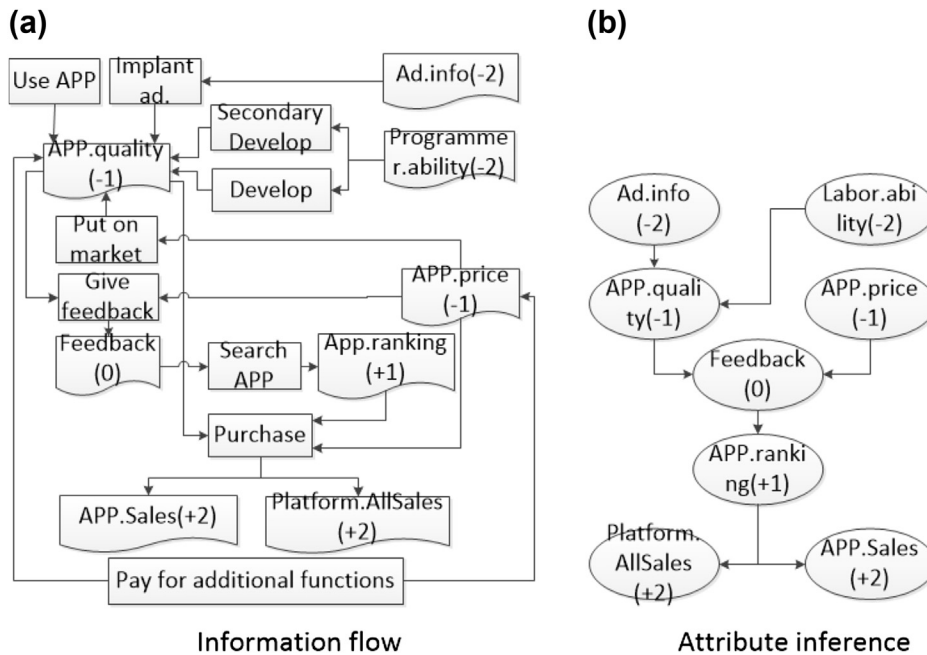 (a)
(b)
Use APP
Implant
ad.
Ad.info(-2)
Secondary
Develop
Programme
r.ability(-2)
APP.quality
(-1)
Develop
Put on
market
Give
feedback
APP.price
(-1)
Feedback
(0)
Search
APP
App.ranking
(+1)
Purchase
APP.Sales(+2)
Platform.AllSales
(+2)
Pay for additional functions
Information flow
Ad.info
(-2)
Labor.abi
lity(-2)
APP.quali
ty(-1)
APP.price
(-1)
Feedback
(0)
APP.ranki
ng(+1)
Platform.
AllSales
(+2)
APP.Sales
(+2)
Attribute inference